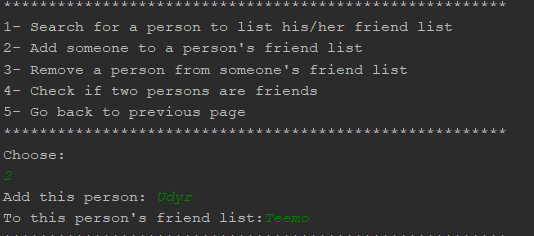 ********************************************************
1- Search for a person to list his/her friend list
2- Add someone to a person's friend list
3- Remove a person from someone's friend list
4- Check if two persons are friends
5- Go back to previous page
********************************************************
Choose:
2
Add this person: Udyr
To this person's friend list:Teemo
********************************************************